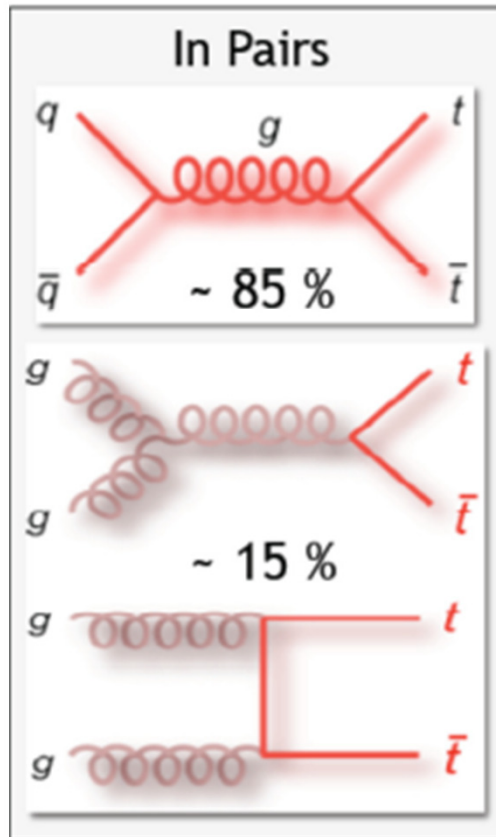 In Pairs
q g t
q̄ ~ 85 % t̄
g t
g t̄
~ 15 %
g t
g t̄